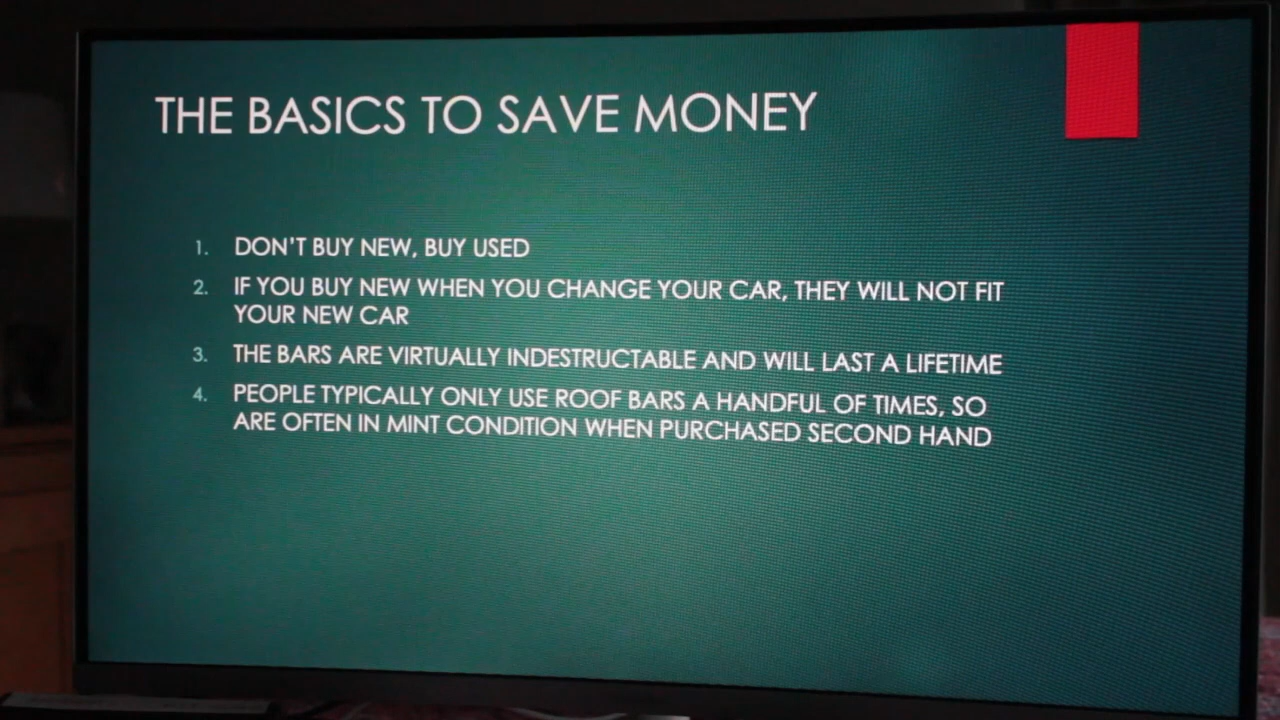 THE BASICS TO SAVE MONEY
1. DON'T BUY NEW, BUY USED
2. IF YOU BUY NEW WHEN YOU CHANGE YOUR CAR, THEY WILL NOT FIT
YOUR NEW CAR
3. THE BARS ARE VIRTUALLY INDESTRUCTABLE AND WILL LAST A LIFETIME
4. PEOPLE TYPICALLY ONLY USE ROOF BARS A HANDFUL OF TIMES, SO
ARE OFTEN IN MINT CONDITION WHEN PURCHASED SECOND HAND